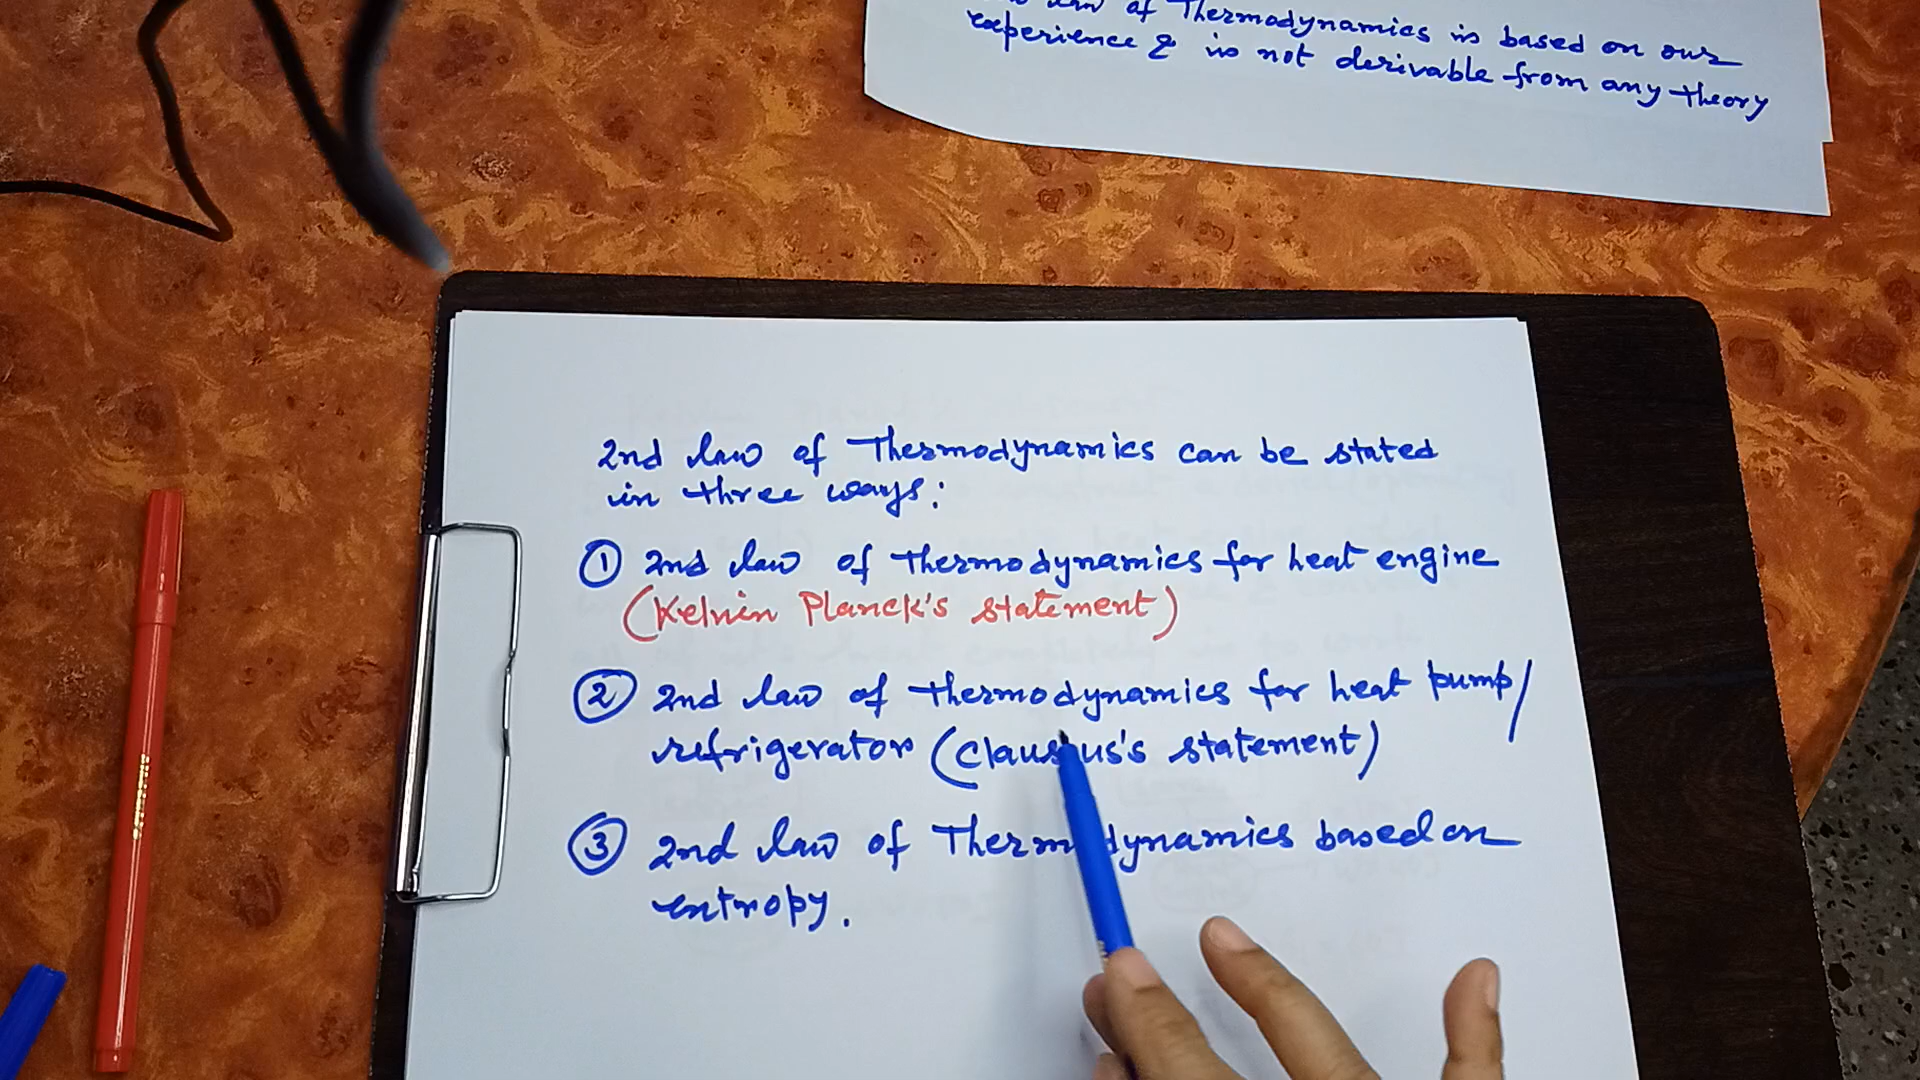 law of Thermodynamics is based on our
experience & is not derivable from any theory
2nd law of Thermodynamics can be stated
in three ways:
① 2nd law of thermodynamics for heat engine
(Kelvin Planck's statement)
② 2nd law of thermodynamics for heat pump/
refrigerator (Clausius's statement)
③ 2nd law of Thermodynamics based on
entropy.